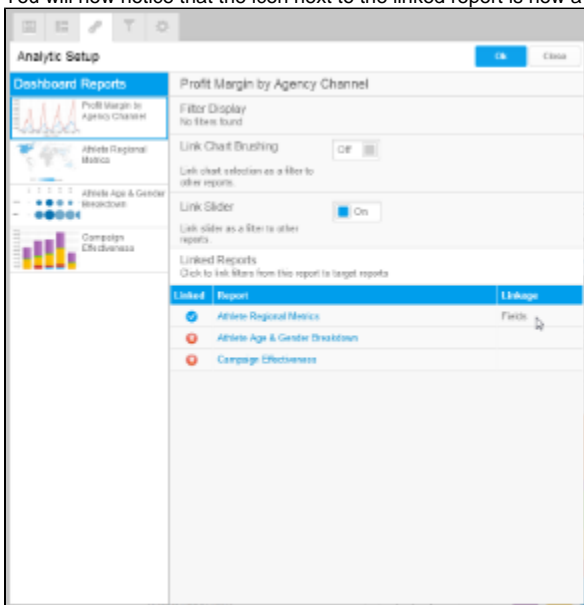 You will now notice that the icon next to the linked report is now a
Analytic Setup
Ok
Close
Dashboard Reports
Profit Margin by
Agency Channel
Athlete Regional
Metrics
Athlete Age & Gender
Breakdown
Campaign
Effectiveness
Profit Margin by Agency Channel
Filter Display
No filters found
Link Chart Brushing
Off
Link chart selection as a filter to
other reports.
Link Slider
On
Link slider as a filter to other
reports.
Linked Reports
Click to link filters from this report to target reports
Linked Report Linkage
Athlete Regional Metrics Fields
Athlete Age & Gender Breakdown
Campaign Effectiveness